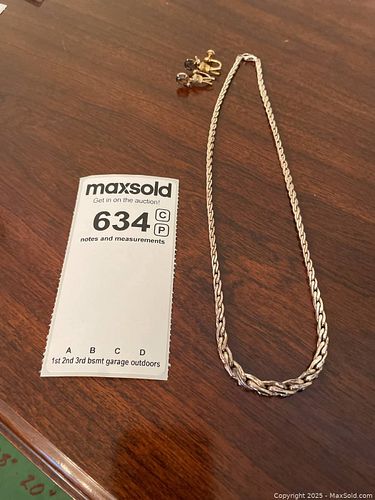 maxsold
Get in on the auction!
634 C
P
notes and measurements
A B C D
1st 2nd 3rd bsmt garage outdoors
20"
Copyright 2025 - MaxSold.com